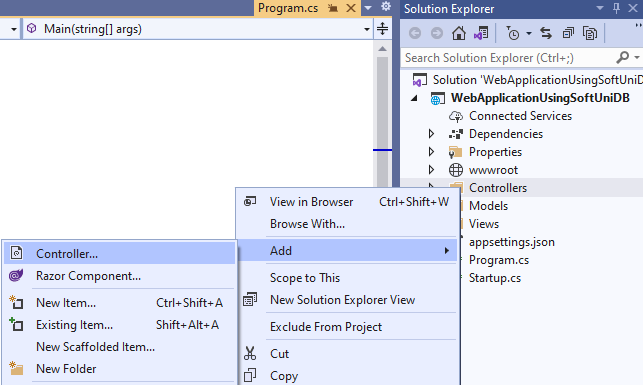 Program.cs
Main(string[] args)
Solution Explorer
Search Solution Explorer (Ctrl+;)
Solution 'WebApplicationUsingSoftUniD
WebApplicationUsingSoftUniDB
Connected Services
Dependencies
Properties
wwwroot
Controllers
Models
Views
appsettings.json
Program.cs
Startup.cs
View in Browser Ctrl+Shift+W
Browse With...
Add
Scope to This
New Solution Explorer View
Exclude From Project
Cut
Copy
Controller...
Razor Component...
New Item... Ctrl+Shift+A
Existing Item... Shift+Alt+A
New Scaffolded Item...
New Folder